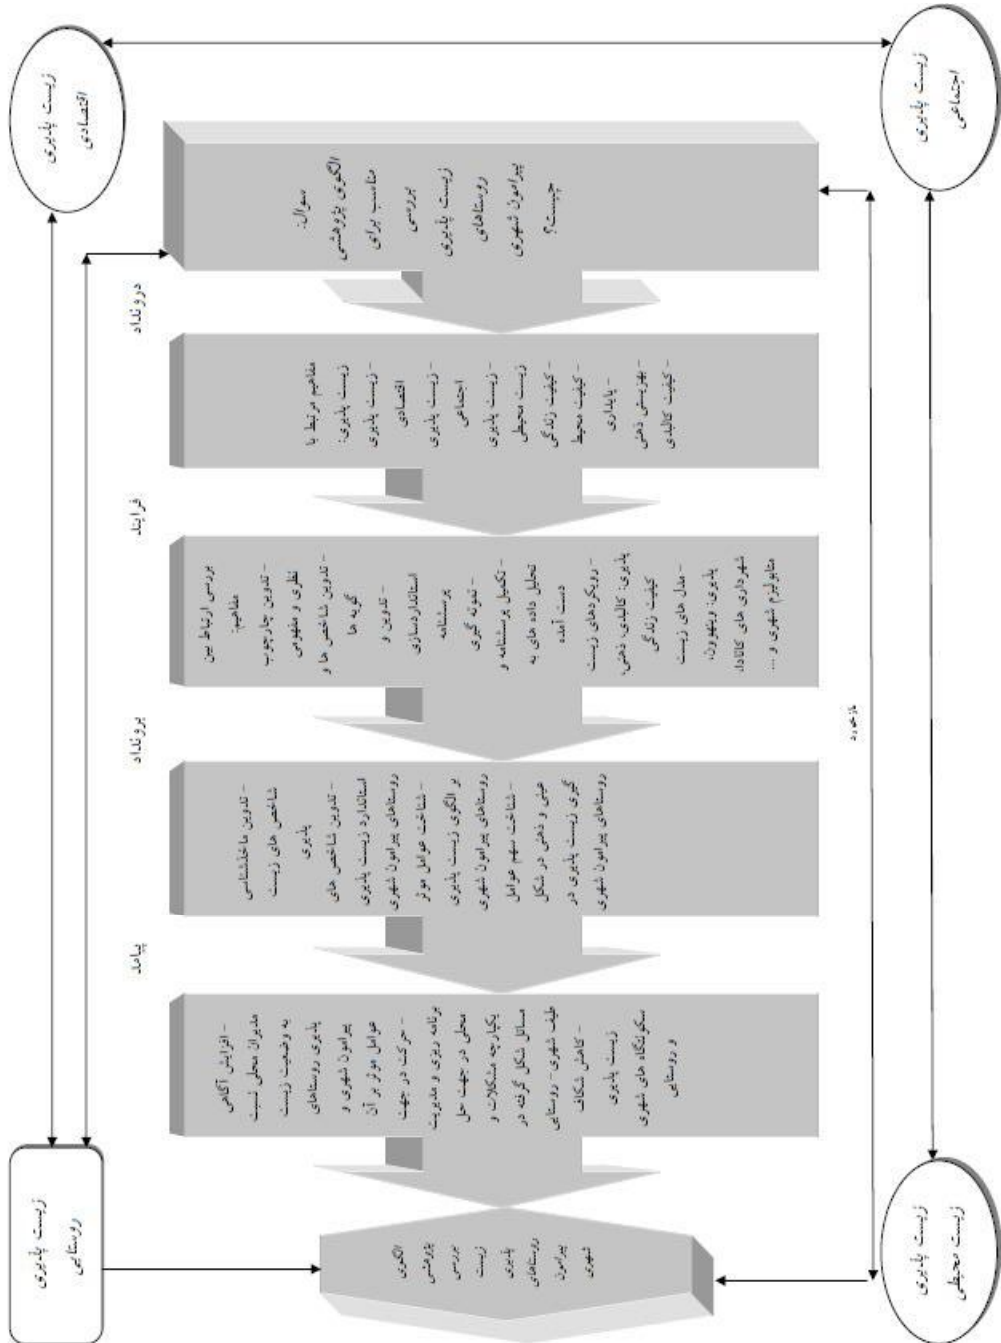 زیست پذیری
اقتصادی
زیست پذیری
اجتماعی
سوال:
الگوی پژوهشی
مناسب برای
بررسی
زیست پذیری
روستاهای
پیرامون شهری
چیست؟
درونداد
مفاهیم مرتبط با
زیست پذیری:
- زیست پذیری
اقتصادی
- زیست پذیری
اجتماعی
- زیست پذیری
زیست محیطی
- کیفیت زندگی
- کیفیت محیط
- پایداری
- بهزیستی ذهنی
- کیفیت کالبدی
فرایند
بررسی ارتباط بین
مفاهیم:
- تدوین چارچوب
نظری و مفهومی
- تدوین شاخص ها و
گویه ها
- تدوین و
استانداردسازی
پرسشنامه
- نمونه گیری
- تکمیل پرسشنامه و
تحلیل داده های به
دست آمده
- رویکردهای زیست
پذیری: کالبدی، ذهنی،
کیفیت زندگی
- مدل های زیست
پذیری: وینهوون،
شهرداری های کانادا،
متابولیزم شهری و ...
برونداد
- تدوین ماخذشناسی
شاخص های زیست
پذیری
- تدوین شاخص های
استاندارد زیست پذیری
روستاهای پیرامون شهری
- شناخت عوامل موثر
بر الگوی زیست پذیری
روستاهای پیرامون شهری
- شناخت سهم عوامل
عینی و ذهنی در شکل
گیری زیست پذیری در
روستاهای پیرامون شهری
بازخورد
پیامد
- افزایش آگاهی
مدیران محلی نسبت
به وضعیت زیست
پذیری روستاهای
پیرامون شهری و
عوامل موثر بر آن
- حرکت در جهت
برنامه ریزی و مدیریت
محلی در جهت حل
یکپارچه مشکلات و
مسائل شکل گرفته در
طیف شهری- روستایی
- کاهش شکاف
زیست پذیری
سکونتگاه های شهری
و روستایی
الگوی
پژوهشی
بررسی
زیست
پذیری
روستاهای
پیرامون
شهری
زیست پذیری
روستایی
زیست پذیری
زیست محیطی